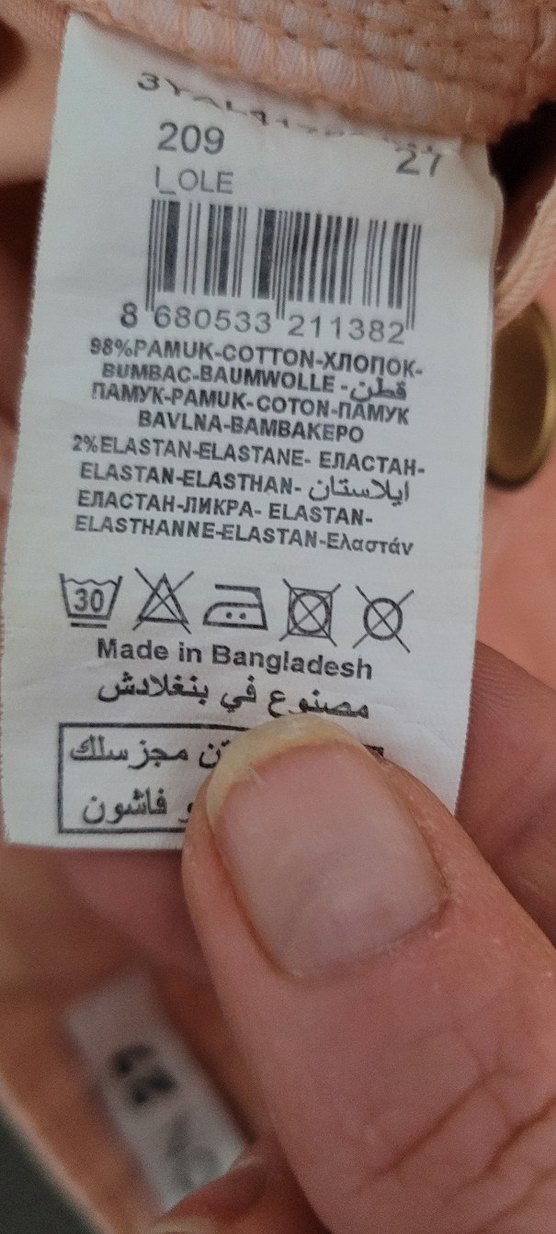 209 27
I_OLE
8 680533 211382
98%PAMUK-COTTON-ХЛОПОК-
BUMBAC-BAUMWOLLE - قطن-
ПАМУК-PAMUK-COTON-ПАМУК
BAVLNA-BAMBAKEPO
2%ELASTAN-ELASTANE- ЕЛАСТАН-
ELASTAN-ELASTHAN- ايلاستان
ЕЛАСТАН-ЛИКРА- ELASTAN-
ELASTHANNE-ELASTAN-Ελαστάν
30
Made in Bangladesh
مصنوع في بنغلادش
مجزسلك
فاشون